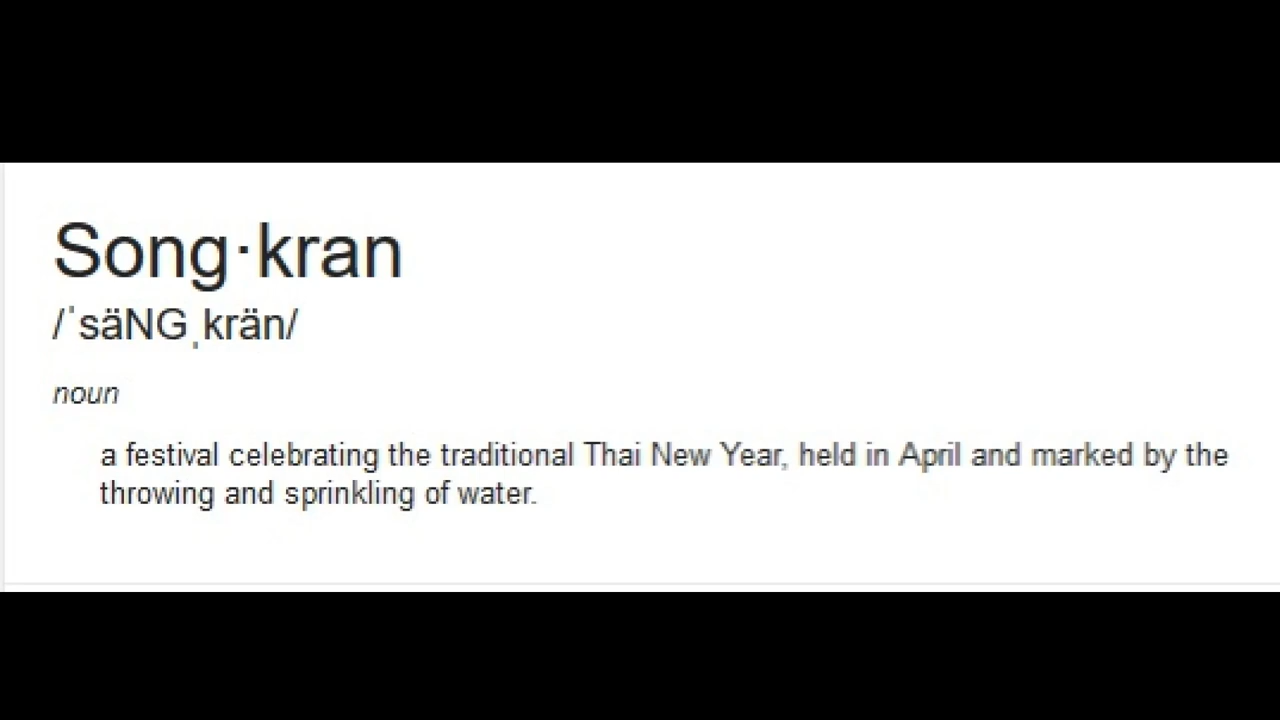 Song·kran
/ˈsäNGˌkrän/
noun
a festival celebrating the traditional Thai New Year, held in April and marked by the
throwing and sprinkling of water.